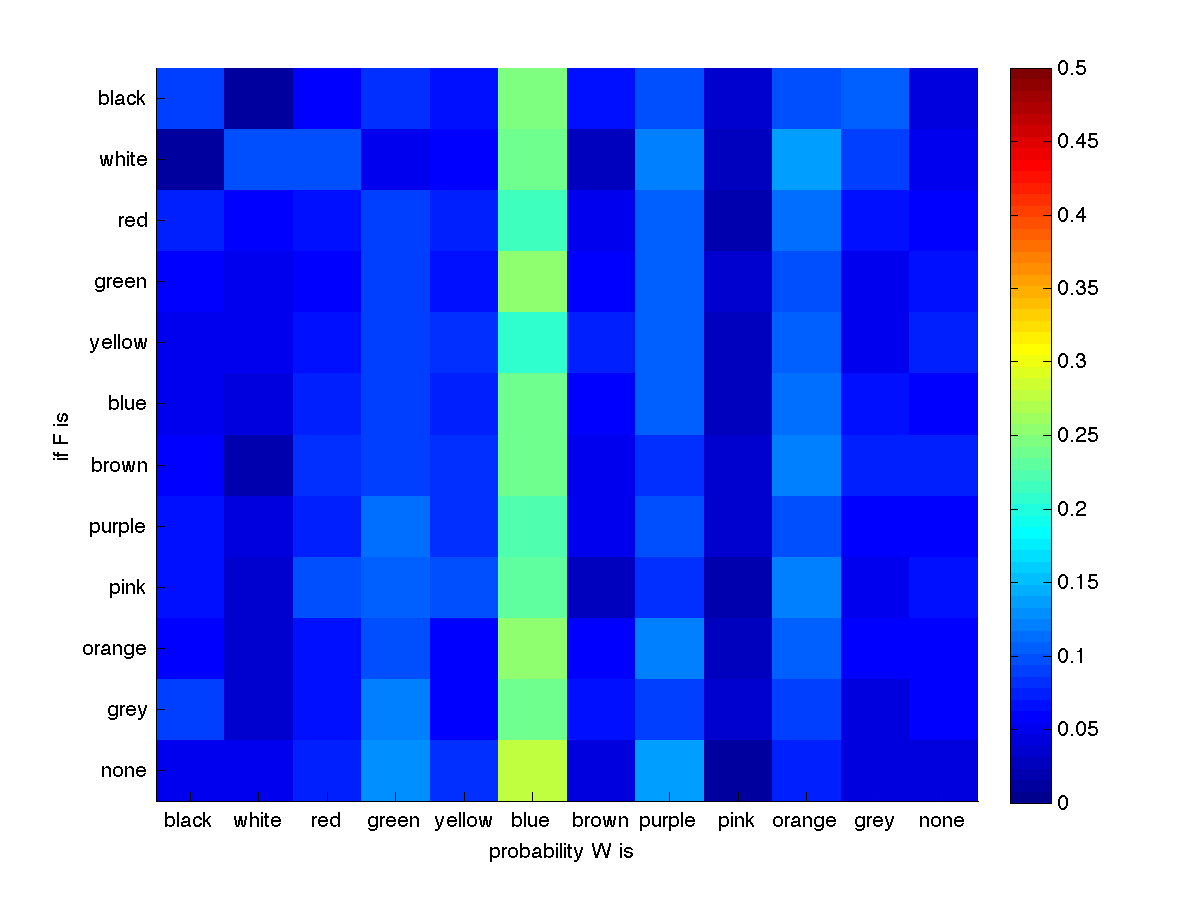 black
white
red
green
yellow
blue
brown
purple
pink
orange
grey
none
if F is
black white red green yellow blue brown purple pink orange grey none
probability W is
0.5
0.45
0.4
0.35
0.3
0.25
0.2
0.15
0.1
0.05
0